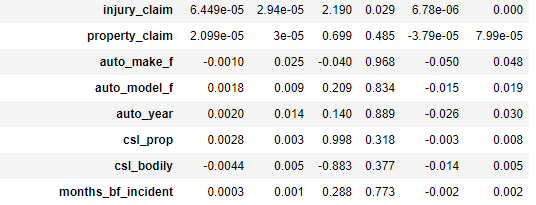 injury_claim 6.449e-05 2.94e-05 2.190 0.029 6.78e-06 0.000
property_claim 2.099e-05 3e-05 0.699 0.485 -3.79e-05 7.99e-05
auto_make_f -0.0010 0.025 -0.040 0.968 -0.050 0.048
auto_model_f 0.0018 0.009 0.209 0.834 -0.015 0.019
auto_year 0.0020 0.014 0.140 0.889 -0.026 0.030
csl_prop 0.0028 0.003 0.998 0.318 -0.003 0.008
csl_bodily -0.0044 0.005 -0.883 0.377 -0.014 0.005
months_bf_incident 0.0003 0.001 0.288 0.773 -0.002 0.002